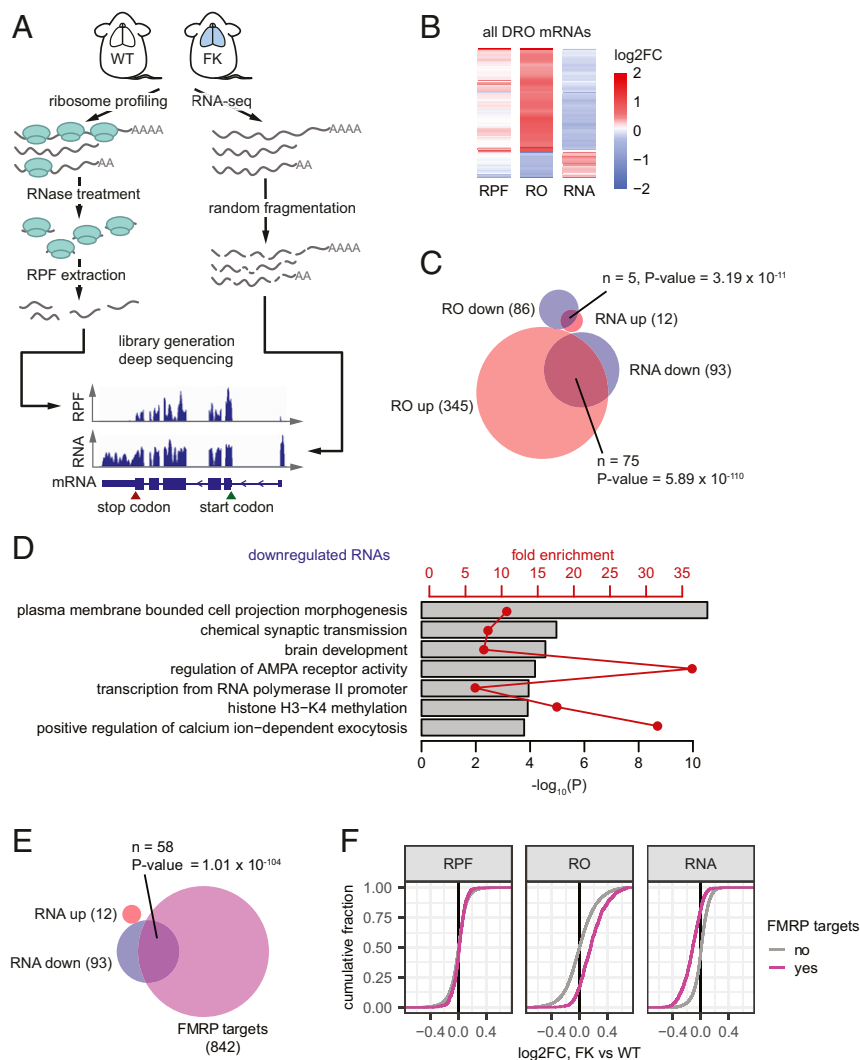 A
WT
FK
ribosome profiling
RNA-seq
AAAA
AA
AAAA
AA
RNase treatment
random fragmentation
RPF extraction
AAAA
AA
library generation
deep sequencing
RPF
RNA
mRNA
stop codon
start codon
B
all DRO mRNAs
log2FC
2
1
0
−1
−2
RPF
RO
RNA
C
n = 5, P-value = 3.19 x 10-11
RO down (86)
RNA up (12)
RNA down (93)
RO up (345)
n = 75
P-value = 5.89 x 10-110
D
downregulated RNAs
fold enrichment
0 5 10 15 20 25 30 35
plasma membrane bounded cell projection morphogenesis
chemical synaptic transmission
brain development
regulation of AMPA receptor activity
transcription from RNA polymerase II promoter
histone H3−K4 methylation
positive regulation of calcium ion-dependent exocytosis
0 2 4 6 8 10
-log10(P)
E
n = 58
P-value = 1.01 x 10-104
RNA up (12)
RNA down (93)
FMRP targets
(842)
F
RPF
RO
RNA
cumulative fraction
1.00
0.75
0.50
0.25
0.00
−0.4 0.0 0.4
−0.4 0.0 0.4
−0.4 0.0 0.4
log2FC, FK vs WT
FMRP targets
no
yes